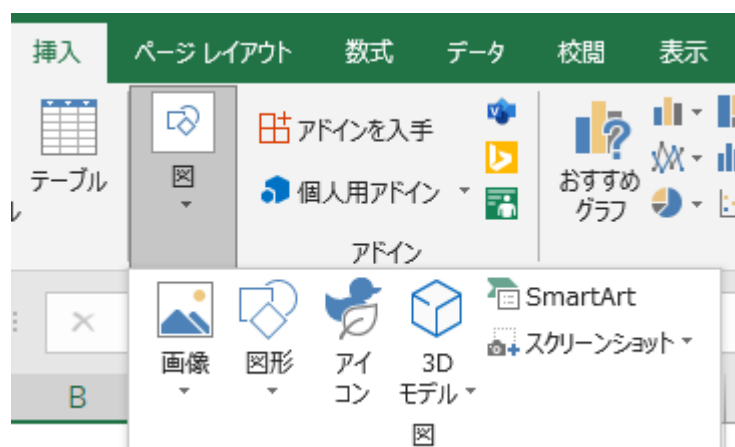 挿入
ページ レイアウト
数式
データ
校閲
表示
テーブル
図
アドインを入手
個人用アドイン
アドイン
おすすめ
グラフ
画像
図形
アイ
コン
3D
モデル
SmartArt
スクリーンショット
図
B